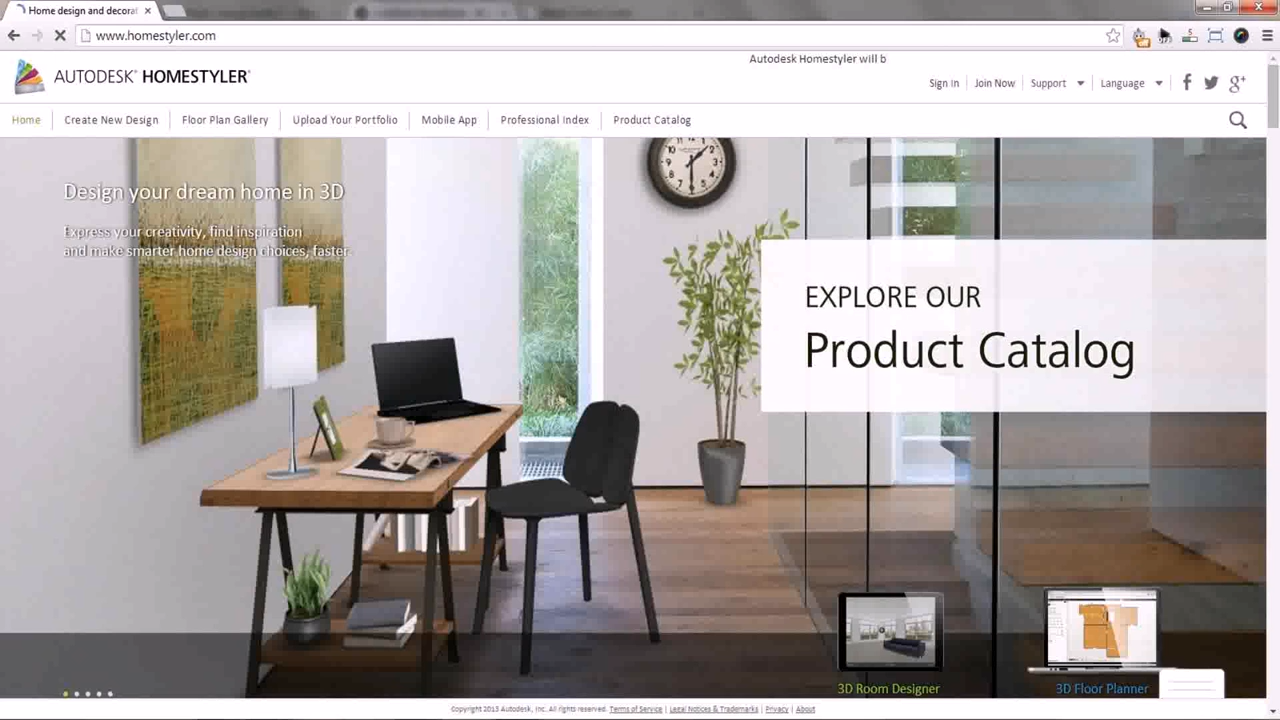 Home design and decorat
www.homestyler.com
Autodesk Homestyler will b
AUTODESK® HOMESTYLER®
Sign In
Join Now
Support
Language
Home
Create New Design
Floor Plan Gallery
Upload Your Portfolio
Mobile App
Professional Index
Product Catalog
Design your dream home in 3D
Express your creativity, find inspiration
and make smarter home design choices, faster.
EXPLORE OUR
Product Catalog
3D Room Designer
3D Floor Planner
Copyright 2013 Autodesk, Inc. All rights reserved. Terms of Service | Legal Notices & Trademarks | Privacy | About